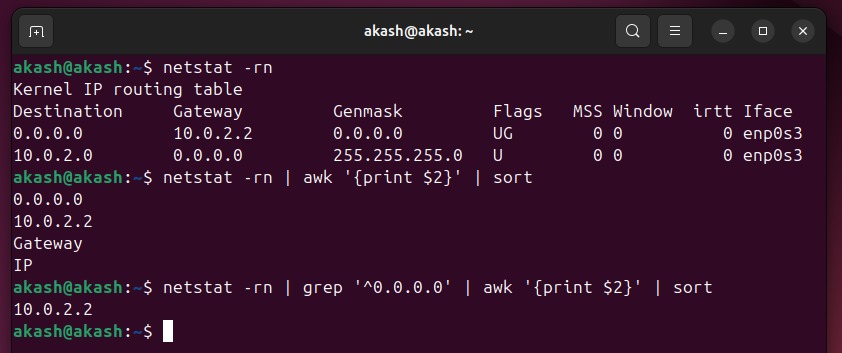 akash@akash: ~
akash@akash:~$ netstat -rn
Kernel IP routing table
Destination     Gateway         Genmask         Flags   MSS Window  irtt Iface
0.0.0.0         10.0.2.2        0.0.0.0         UG        0 0          0 enp0s3
10.0.2.0        0.0.0.0         255.255.255.0   U         0 0          0 enp0s3
akash@akash:~$ netstat -rn | awk '{print $2}' | sort
0.0.0.0
10.0.2.2
Gateway
IP
akash@akash:~$ netstat -rn | grep '^0.0.0.0' | awk '{print $2}' | sort
10.0.2.2
akash@akash:~$